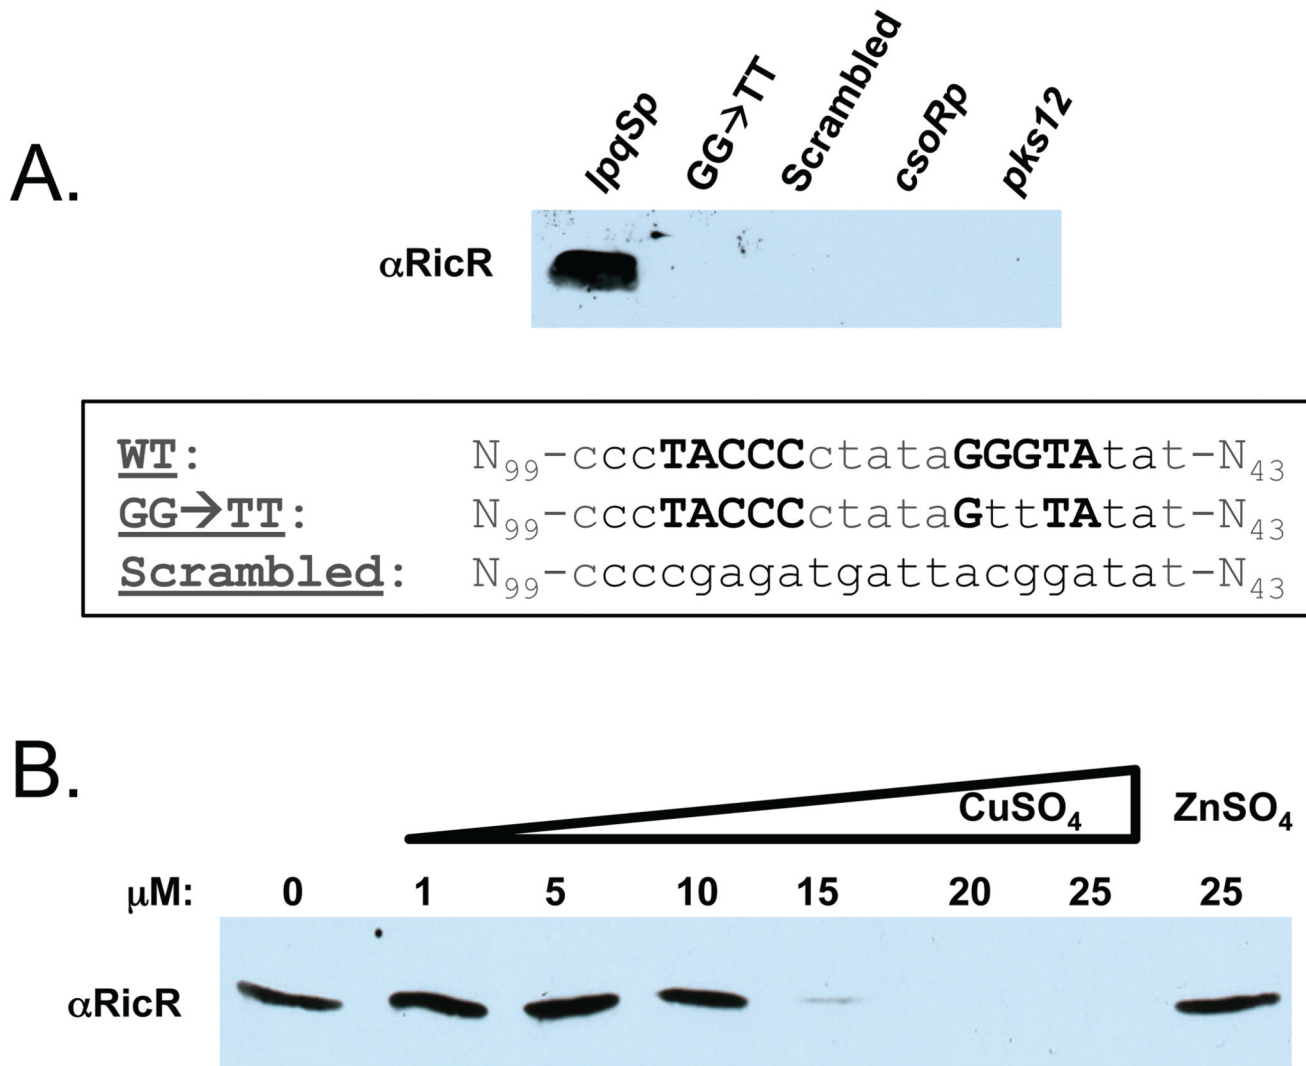 A.
lpqSp GG→TT Scrambled csoRp pks12
αRicR
WT: N99-cccTACCCctataGGGTAtat-N43
GG→TT: N99-cccTACCCctataGttTAtat-N43
Scrambled: N99-ccccgagatgattacggatat-N43
B.
CuSO4 ZnSO4
μM: 0 1 5 10 15 20 25 25
αRicR